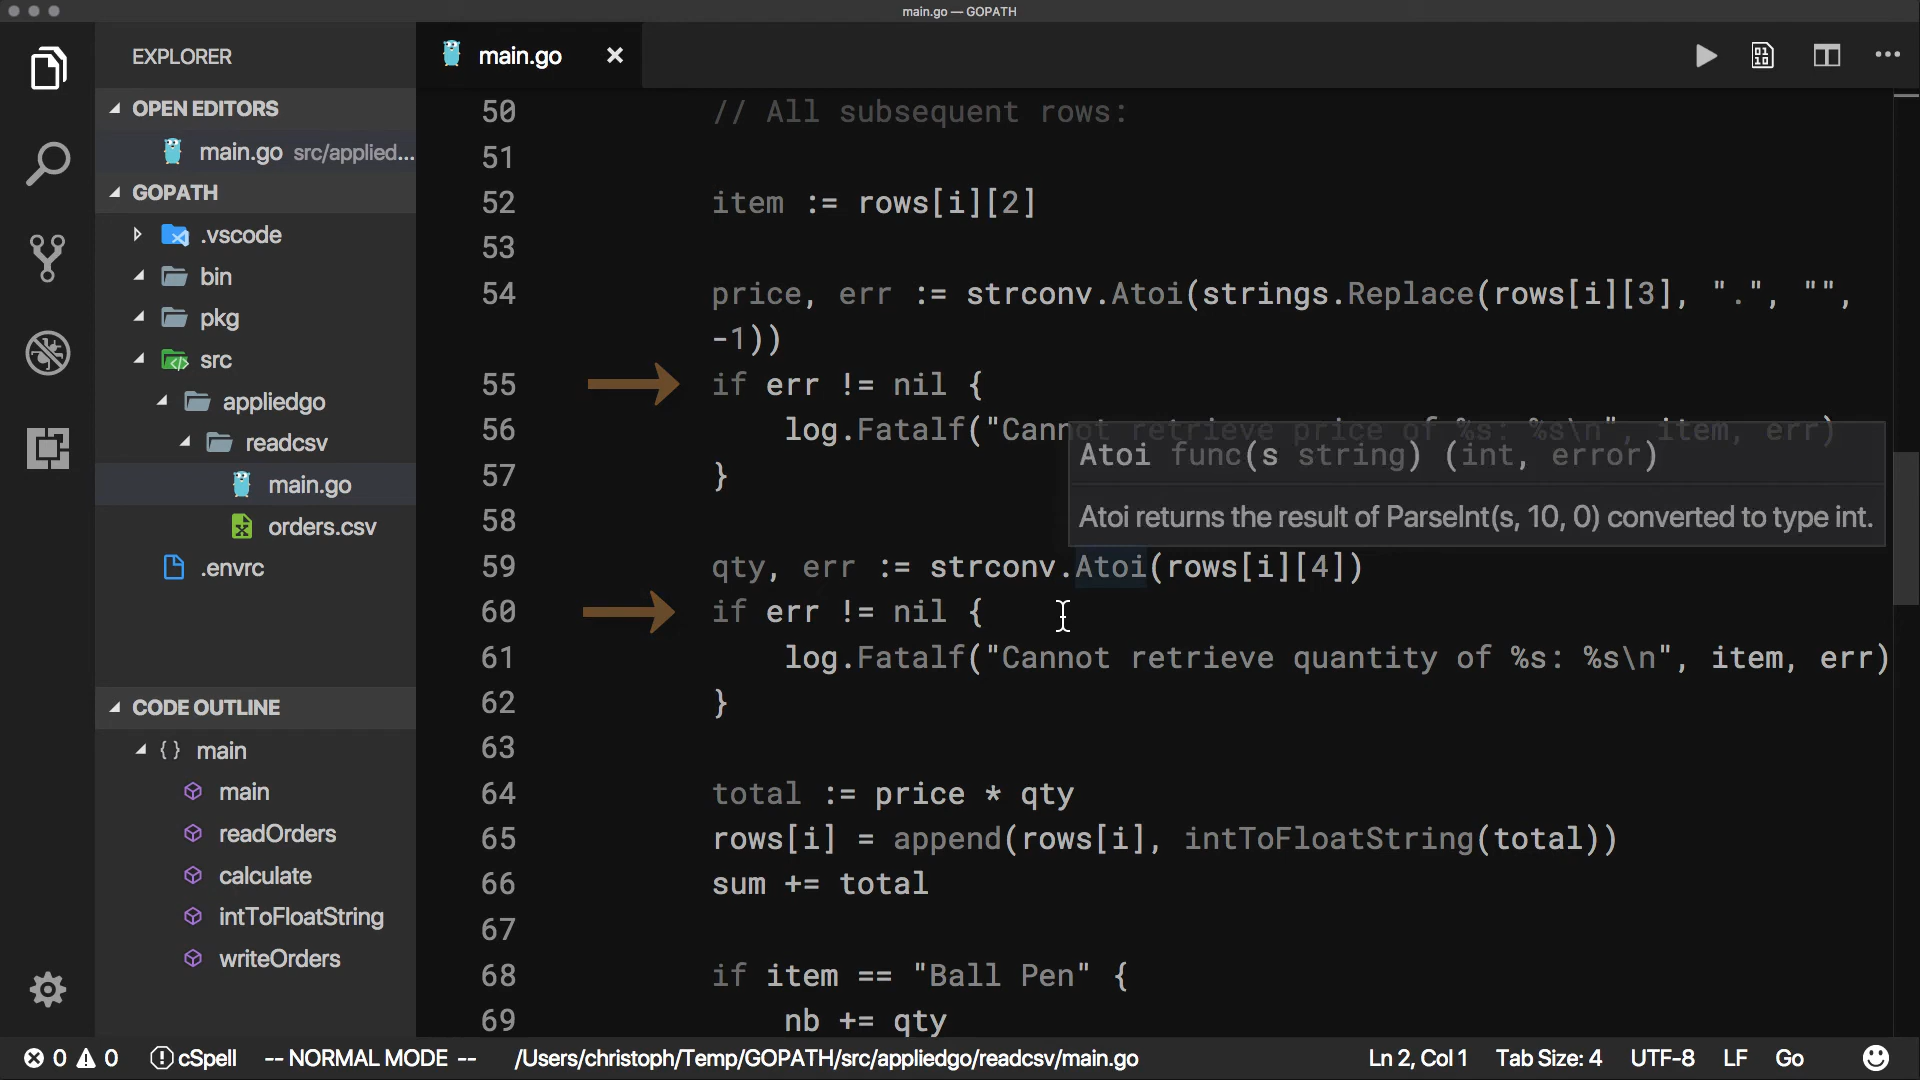 main.go — GOPATH
EXPLORER
OPEN EDITORS
main.go src/applied...
GOPATH
.vscode
bin
pkg
src
appliedgo
readcsv
main.go
orders.csv
.envrc
CODE OUTLINE
{} main
main
readOrders
calculate
intToFloatString
writeOrders
main.go
50 // All subsequent rows:
51
52 item := rows[i][2]
53
54 price, err := strconv.Atoi(strings.Replace(rows[i][3], ".", "",
-1))
55 if err != nil {
56 log.Fatalf("Cannot retrieve price of %s: %s\n", item, err)
Atoi func(s string) (int, error)
57 }
Atoi returns the result of ParseInt(s, 10, 0) converted to type int.
58
59 qty, err := strconv.Atoi(rows[i][4])
60 if err != nil {
61 log.Fatalf("Cannot retrieve quantity of %s: %s\n", item, err)
62 }
63
64 total := price * qty
65 rows[i] = append(rows[i], intToFloatString(total))
66 sum += total
67
68 if item == "Ball Pen" {
69 nb += qty
0 0 cSpell -- NORMAL MODE -- /Users/christoph/Temp/GOPATH/src/appliedgo/readcsv/main.go Ln 2, Col 1 Tab Size: 4 UTF-8 LF Go